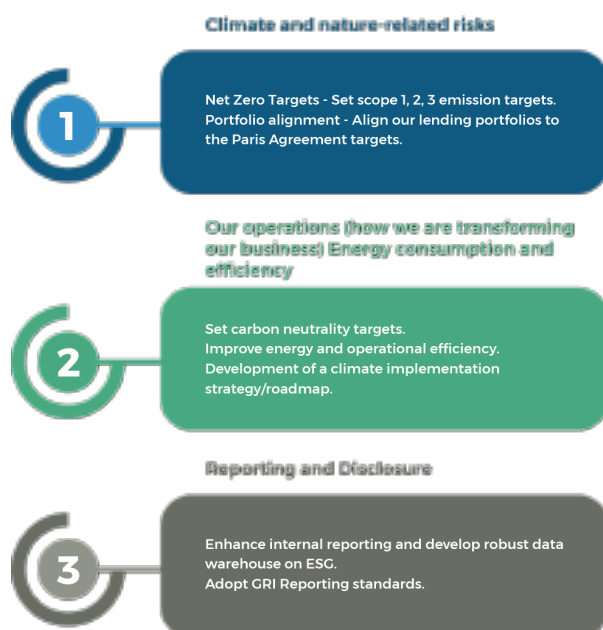 Climate and nature-related risks
1
Net Zero Targets - Set scope 1, 2, 3 emission targets.
Portfolio alignment - Align our lending portfolios to
the Paris Agreement targets.
Our operations (how we are transforming
our business) Energy consumption and
efficiency
2
Set carbon neutrality targets.
Improve energy and operational efficiency.
Development of a climate implementation
strategy/roadmap.
Reporting and Disclosure
3
Enhance internal reporting and develop robust data
warehouse on ESG.
Adopt GRI Reporting standards.